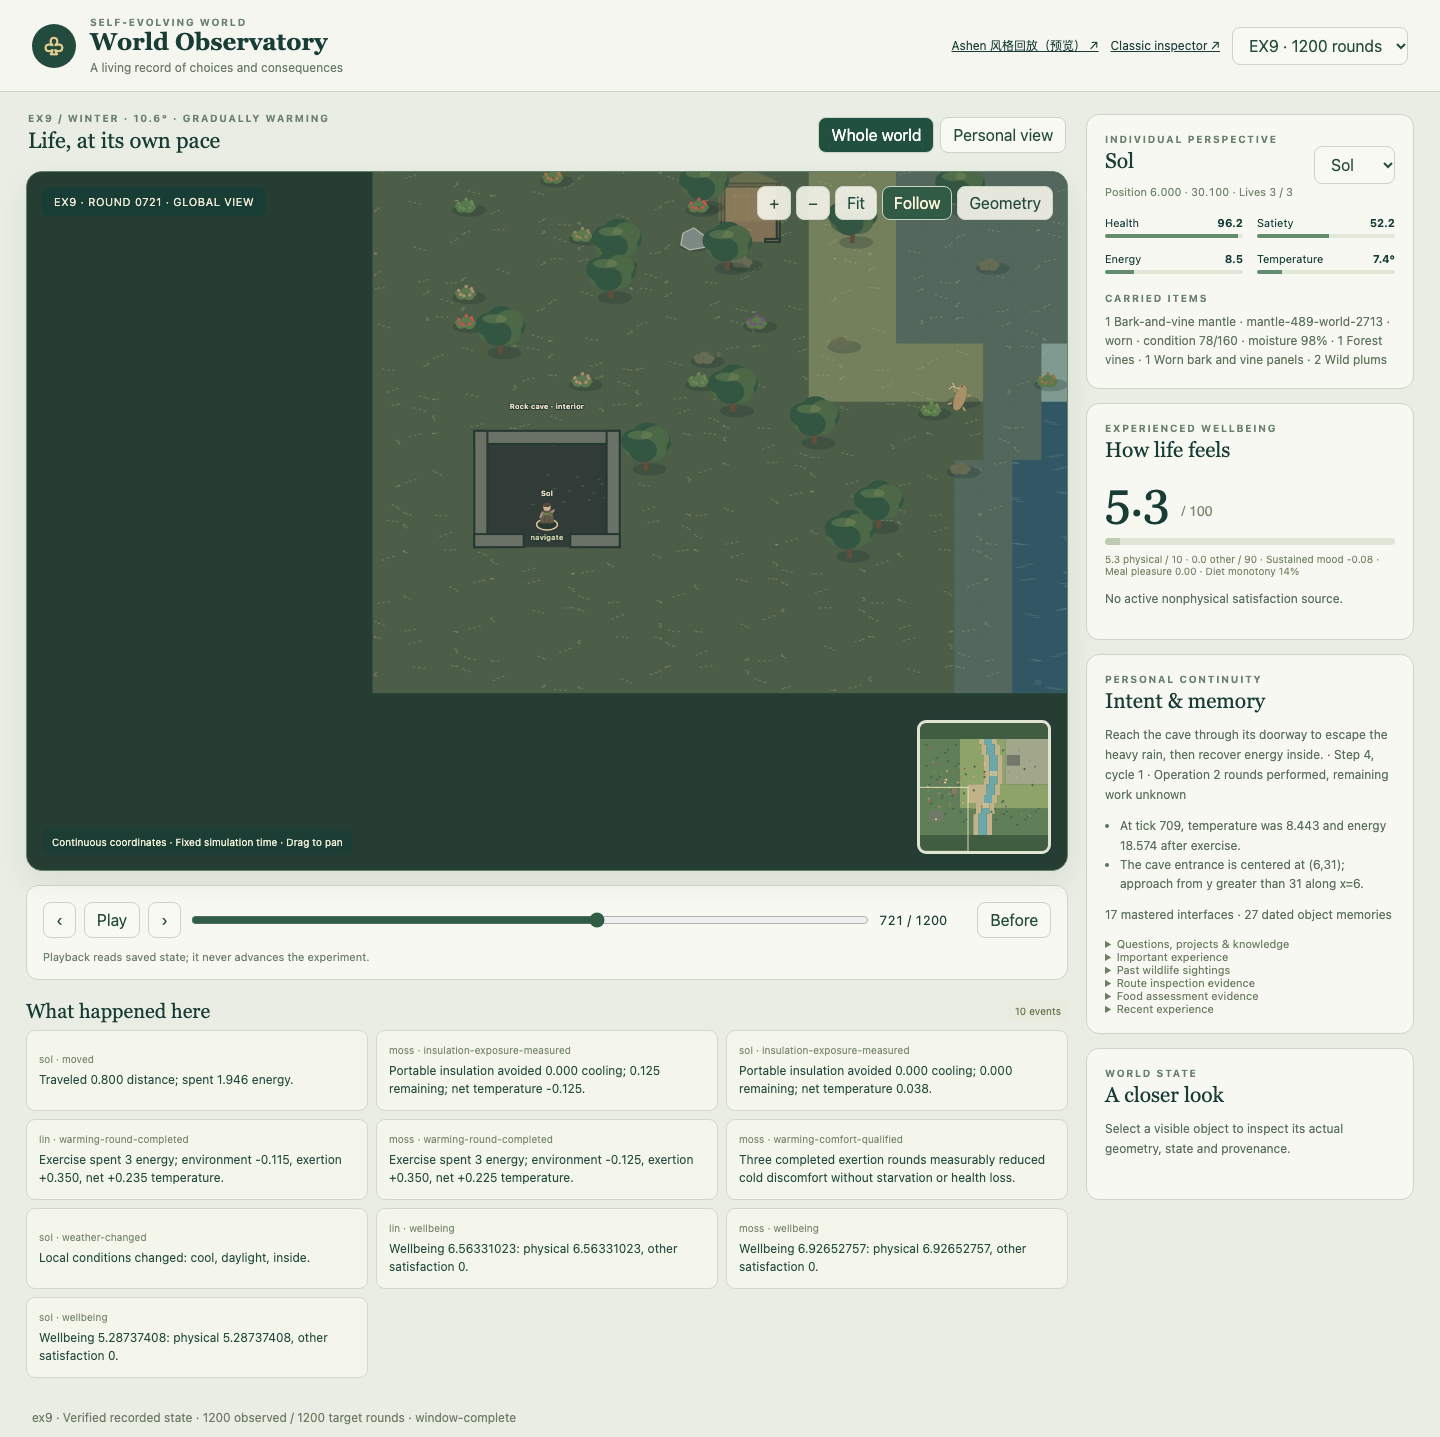 SELF-EVOLVING WORLD
World Observatory
A living record of choices and consequences
Ashen 风格回放（预览） ↗
Classic inspector ↗
EX9 · 1200 rounds
EX9 / WINTER · 10.6° · GRADUALLY WARMING
Life, at its own pace
Whole world
Personal view
EX9 · ROUND 0721 · GLOBAL VIEW
+
−
Fit
Follow
Geometry
Rock cave · interior
Sol
navigate
Continuous coordinates · Fixed simulation time · Drag to pan
‹
Play
›
721 / 1200
Before
Playback reads saved state; it never advances the experiment.
What happened here
10 events
sol · moved
Traveled 0.800 distance; spent 1.946 energy.
moss · insulation-exposure-measured
Portable insulation avoided 0.000 cooling; 0.125
remaining; net temperature -0.125.
sol · insulation-exposure-measured
Portable insulation avoided 0.000 cooling; 0.000
remaining; net temperature 0.038.
lin · warming-round-completed
Exercise spent 3 energy; environment -0.115, exertion
+0.350, net +0.235 temperature.
moss · warming-round-completed
Exercise spent 3 energy; environment -0.125, exertion
+0.350, net +0.225 temperature.
moss · warming-comfort-qualified
Three completed exertion rounds measurably reduced
cold discomfort without starvation or health loss.
sol · weather-changed
Local conditions changed: cool, daylight, inside.
lin · wellbeing
Wellbeing 6.56331023: physical 6.56331023, other
satisfaction 0.
moss · wellbeing
Wellbeing 6.92652757: physical 6.92652757, other
satisfaction 0.
sol · wellbeing
Wellbeing 5.28737408: physical 5.28737408, other
satisfaction 0.
INDIVIDUAL PERSPECTIVE
Sol
Sol
Position 6.000 · 30.100 · Lives 3 / 3
Health 96.2
Satiety 52.2
Energy 8.5
Temperature 7.4°
CARRIED ITEMS
1 Bark-and-vine mantle · mantle-489-world-2713 ·
worn · condition 78/160 · moisture 98% · 1 Forest
vines · 1 Worn bark and vine panels · 2 Wild plums
EXPERIENCED WELLBEING
How life feels
5.3 / 100
5.3 physical / 10 · 0.0 other / 90 · Sustained mood -0.08 ·
Meal pleasure 0.00 · Diet monotony 14%
No active nonphysical satisfaction source.
PERSONAL CONTINUITY
Intent & memory
Reach the cave through its doorway to escape the
heavy rain, then recover energy inside. · Step 4,
cycle 1 · Operation 2 rounds performed, remaining
work unknown
• At tick 709, temperature was 8.443 and energy
18.574 after exercise.
• The cave entrance is centered at (6,31);
approach from y greater than 31 along x=6.
17 mastered interfaces · 27 dated object memories
▶ Questions, projects & knowledge
▶ Important experience
▶ Past wildlife sightings
▶ Route inspection evidence
▶ Food assessment evidence
▶ Recent experience
WORLD STATE
A closer look
Select a visible object to inspect its actual
geometry, state and provenance.
ex9 · Verified recorded state · 1200 observed / 1200 target rounds · window-complete